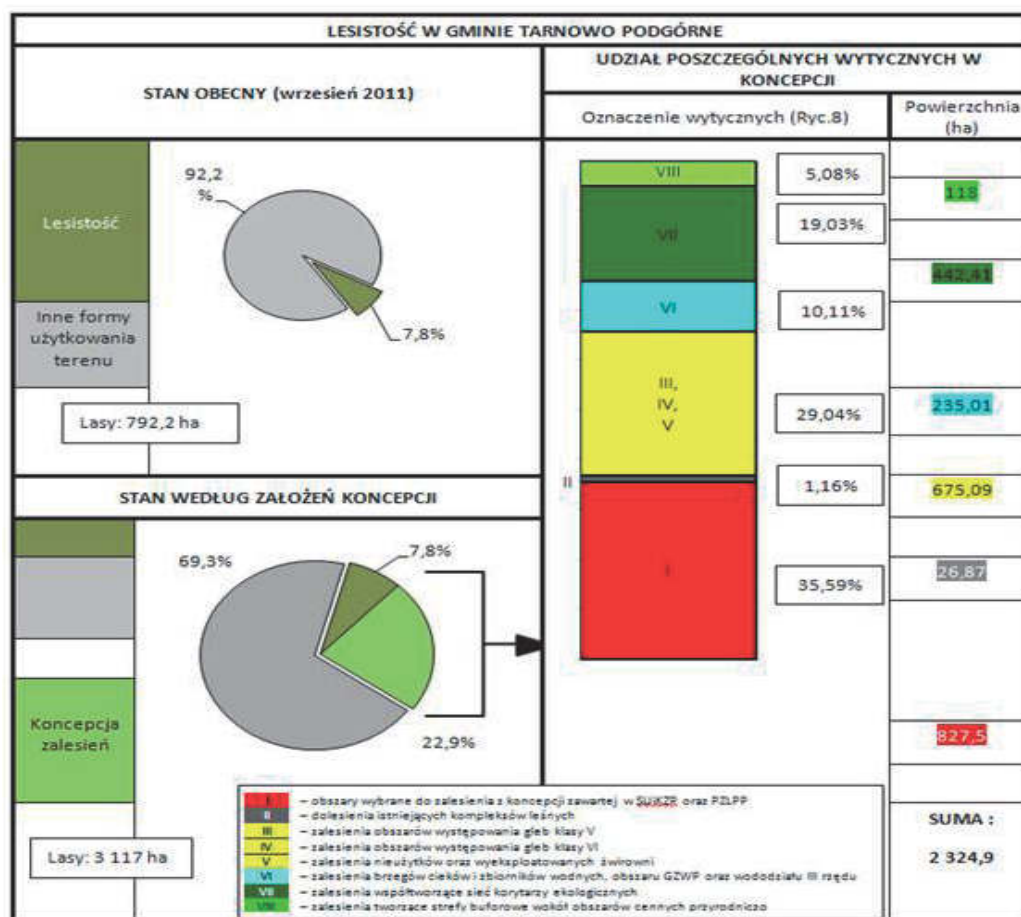 LESISTOŚĆ W GMINIE TARNOWO PODGÓRNE
STAN OBECNY (wrzesień 2011)
Lesistość
Inne formy
użytkowania
terenu
92,2
%
7,8%
Lasy: 792,2 ha
STAN WEDŁUG ZAŁOŻEŃ KONCEPCJI
69,3%
7,8%
22,9%
Koncepcja
zalesień
Lasy: 3 117 ha
UDZIAŁ POSZCZEGÓLNYCH WYTYCZNYCH W
KONCEPCJI
Oznaczenie wytycznych (Ryc.8)
Powierzchnia
(ha)
VIII
5,08%
118
VII
19,03%
442,41
VI
10,11%
235,01
III,
IV,
V
29,04%
675,09
II
1,16%
26,87
I
35,59%
827,5
SUMA :
2 324,9
I – obszary wybrane do zalesienia z koncepcji zawartej w SUiKZP oraz PZLPP
II – dolesienia istniejących kompleksów leśnych
III – zalesienia obszarów występowania gleb klasy V
IV – zalesienia obszarów występowania gleb klasy VI
V – zalesienia nieużytków oraz wyeksploatowanych żwirowni
VI – zalesienia brzegów cieków i zbiorników wodnych, obszaru GZWP oraz wododziału III rzędu
VII – zalesienia współtworzące sieć korytarzy ekologicznych
VIII – zalesienia tworzące strefy buforowe wokół obszarów cennych przyrodniczo